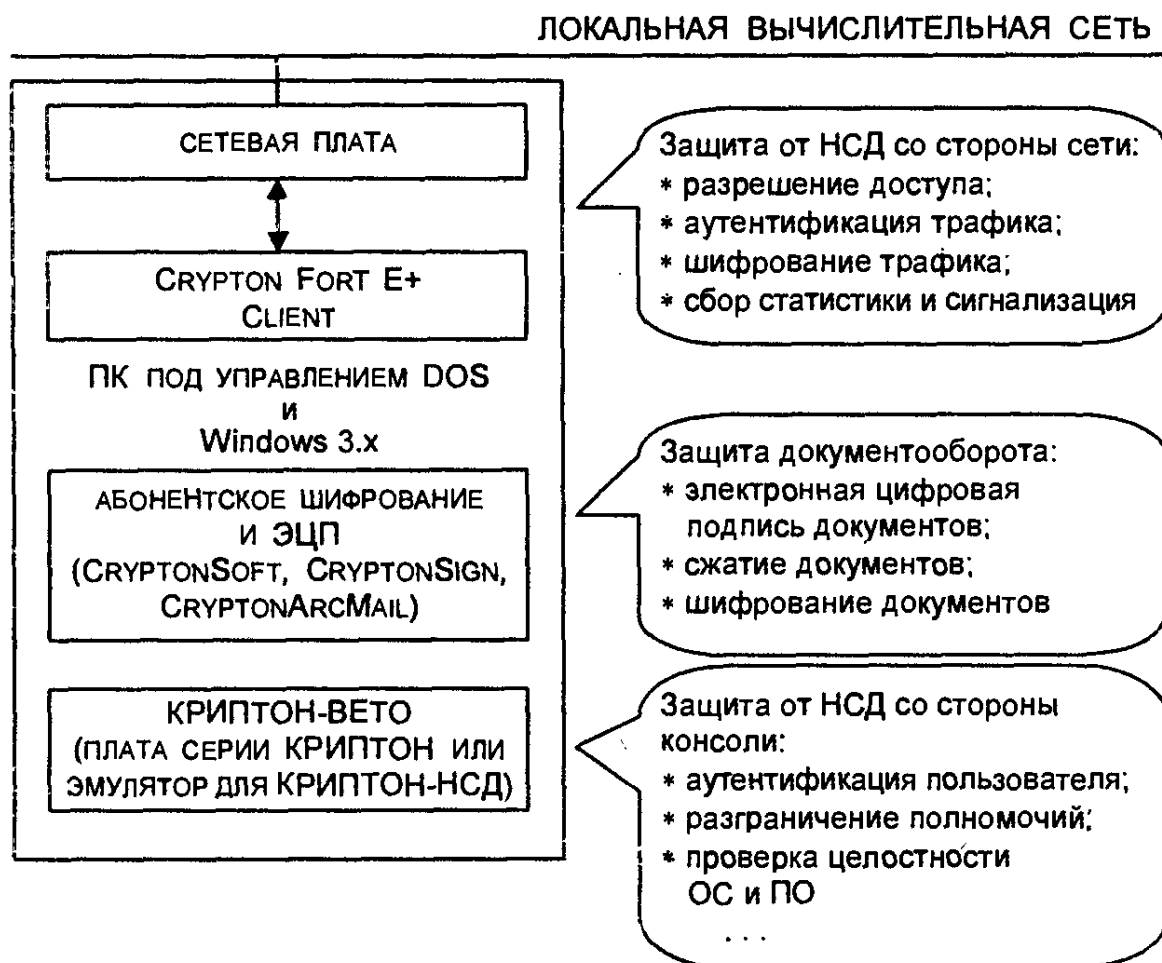 ЛОКАЛЬНАЯ ВЫЧИСЛИТЕЛЬНАЯ СЕТЬ
СЕТЕВАЯ ПЛАТА
CRYPTON FORT E+
CLIENT
ПК ПОД УПРАВЛЕНИЕМ DOS
И
Windows 3.x
АБОНЕНТСКОЕ ШИФРОВАНИЕ
И ЭЦП
(CRYPTONSOFT, CRYPTONSIGN,
CRYPTONARCMAIL)
КРИПТОН-ВЕТО
(ПЛАТА СЕРИИ КРИПТОН ИЛИ
ЭМУЛЯТОР ДЛЯ КРИПТОН-НСД)
Защита от НСД со стороны сети:
* разрешение доступа;
* аутентификация трафика;
* шифрование трафика;
* сбор статистики и сигнализация
Защита документооборота:
* электронная цифровая
подпись документов;
* сжатие документов;
* шифрование документов
Защита от НСД со стороны
консоли:
* аутентификация пользователя;
* разграничение полномочий;
* проверка целостности
ОС и ПО
. . .